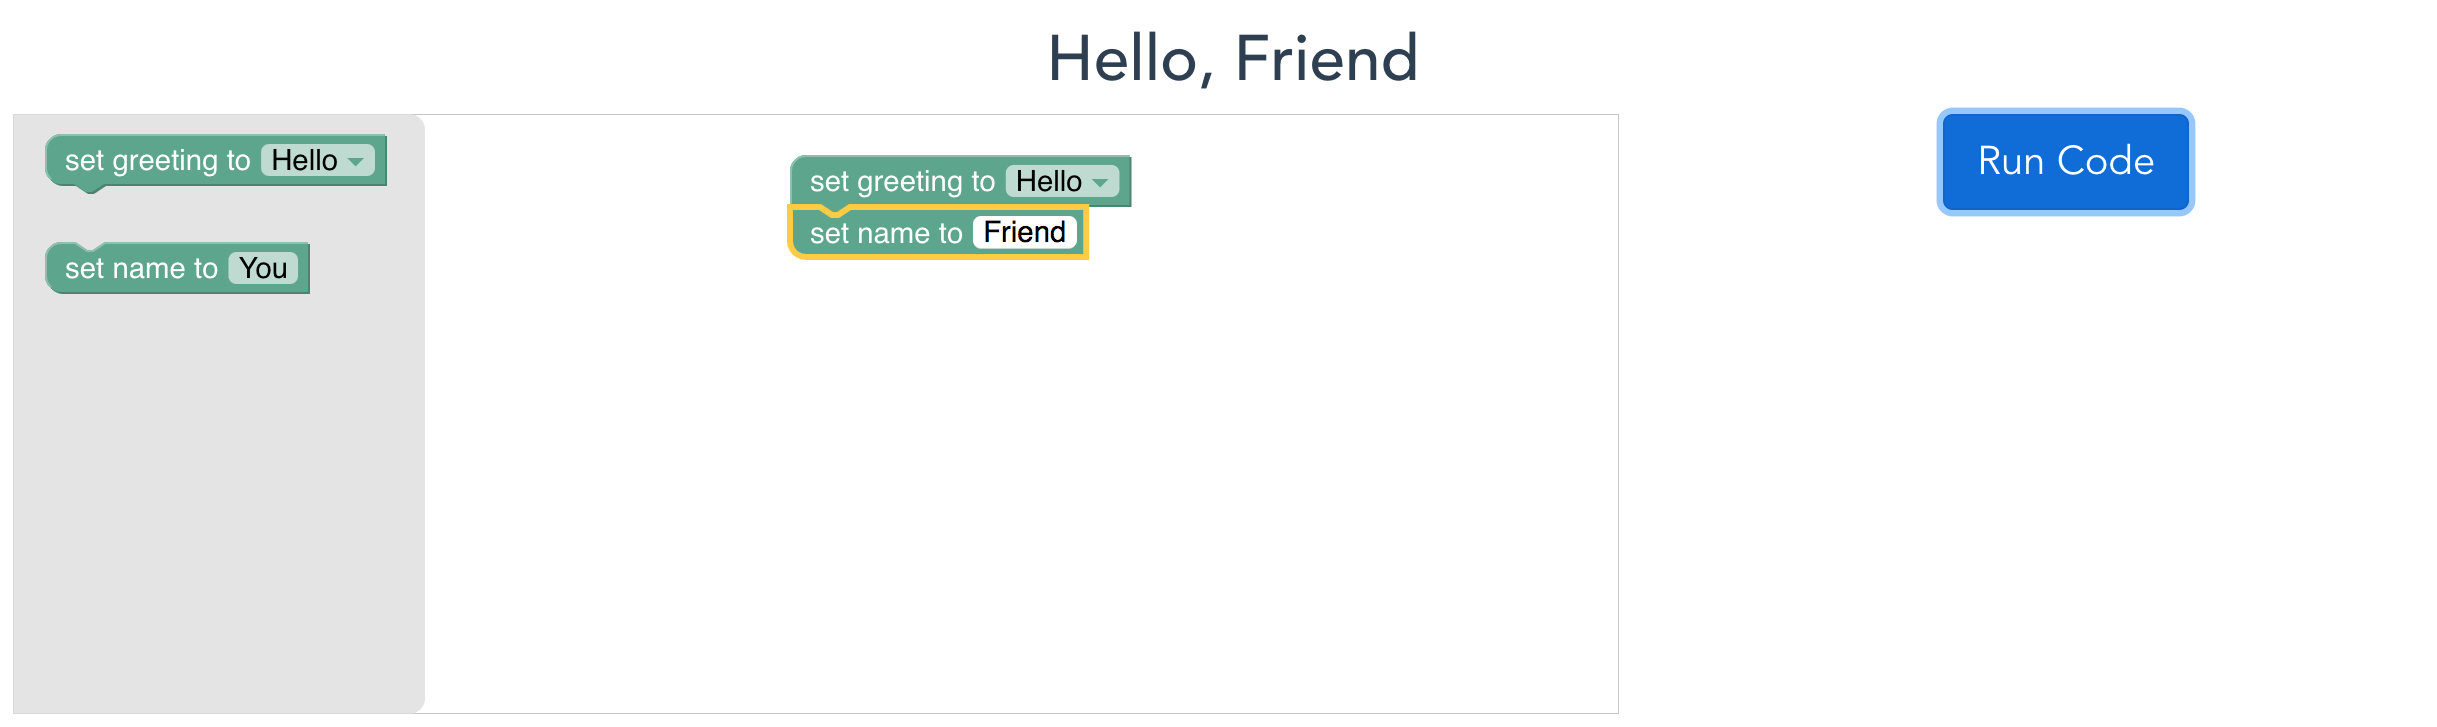 Hello, Friend
set greeting to Hello
set name to You
set greeting to Hello
set name to Friend
Run Code